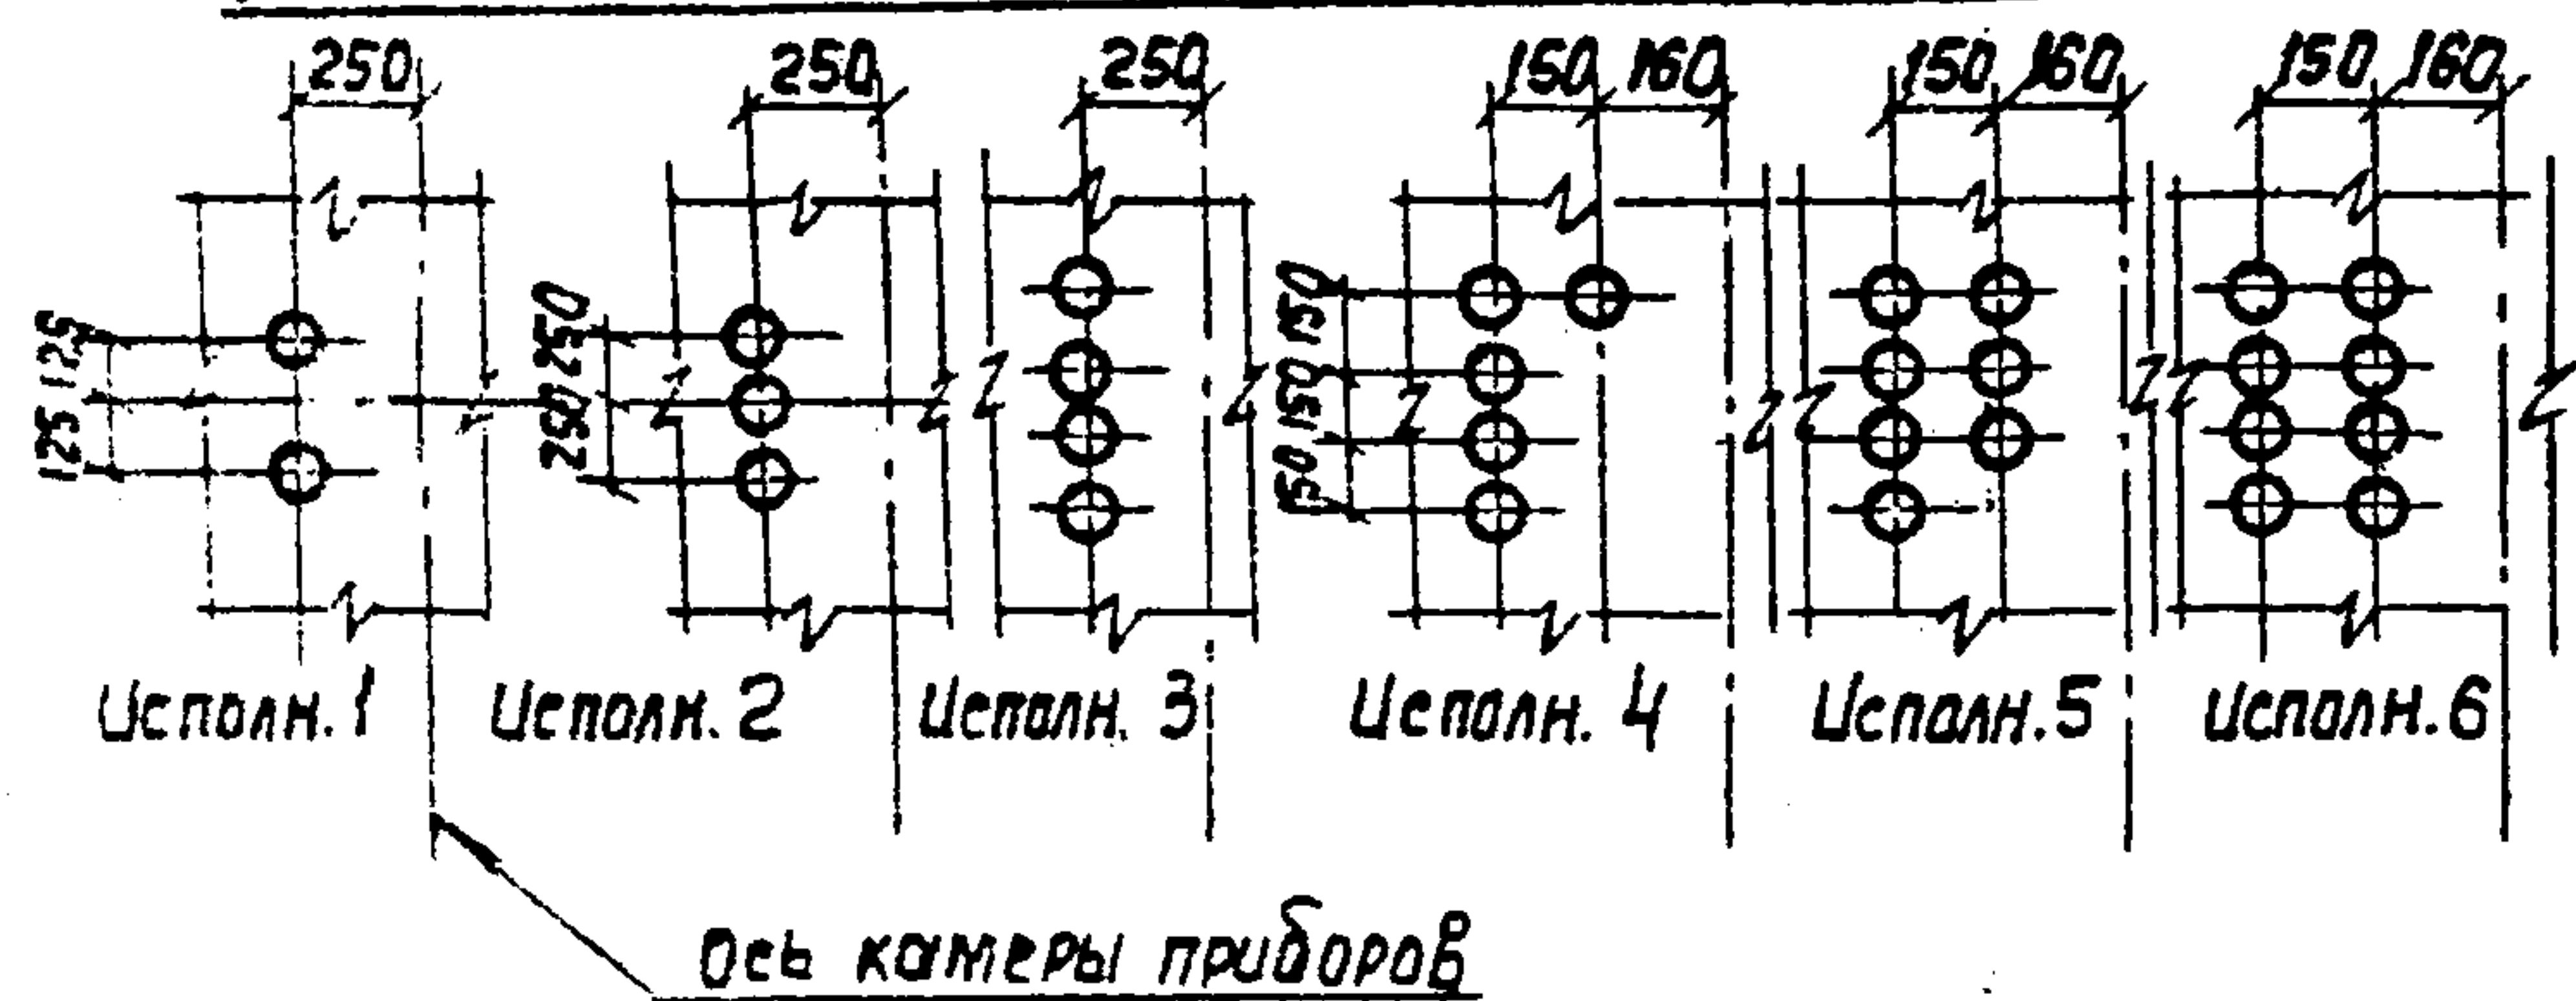 250 250 250 150 160 150 160 150 160
125 125
250 250
150 150 150
Исполн. 1 Исполн. 2 Исполн. 3 Исполн. 4 Исполн. 5 Исполн. 6
Ось камеры приборов